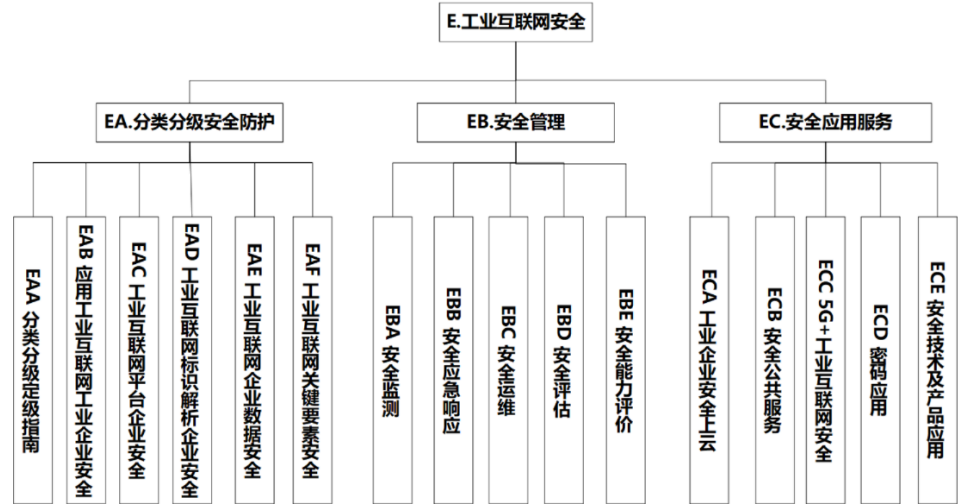 E.工业互联网安全
EA.分类分级安全防护
EB.安全管理
EC.安全应用服务
EAA 分类分级定级指南
EAB 应用工业互联网工业企业安全
EAC 工业互联网平台企业安全
EAD 工业互联网标识解析企业安全
EAE 工业互联网企业数据安全
EAF 工业互联网关键要素安全
EBA 安全监测
EBB 安全应急响应
EBC 安全运维
EBD 安全评估
EBE 安全能力评价
ECA 工业企业安全上云
ECB 安全公共服务
ECC 5G+工业互联网安全
ECD 密码应用
ECE 安全技术及产品应用